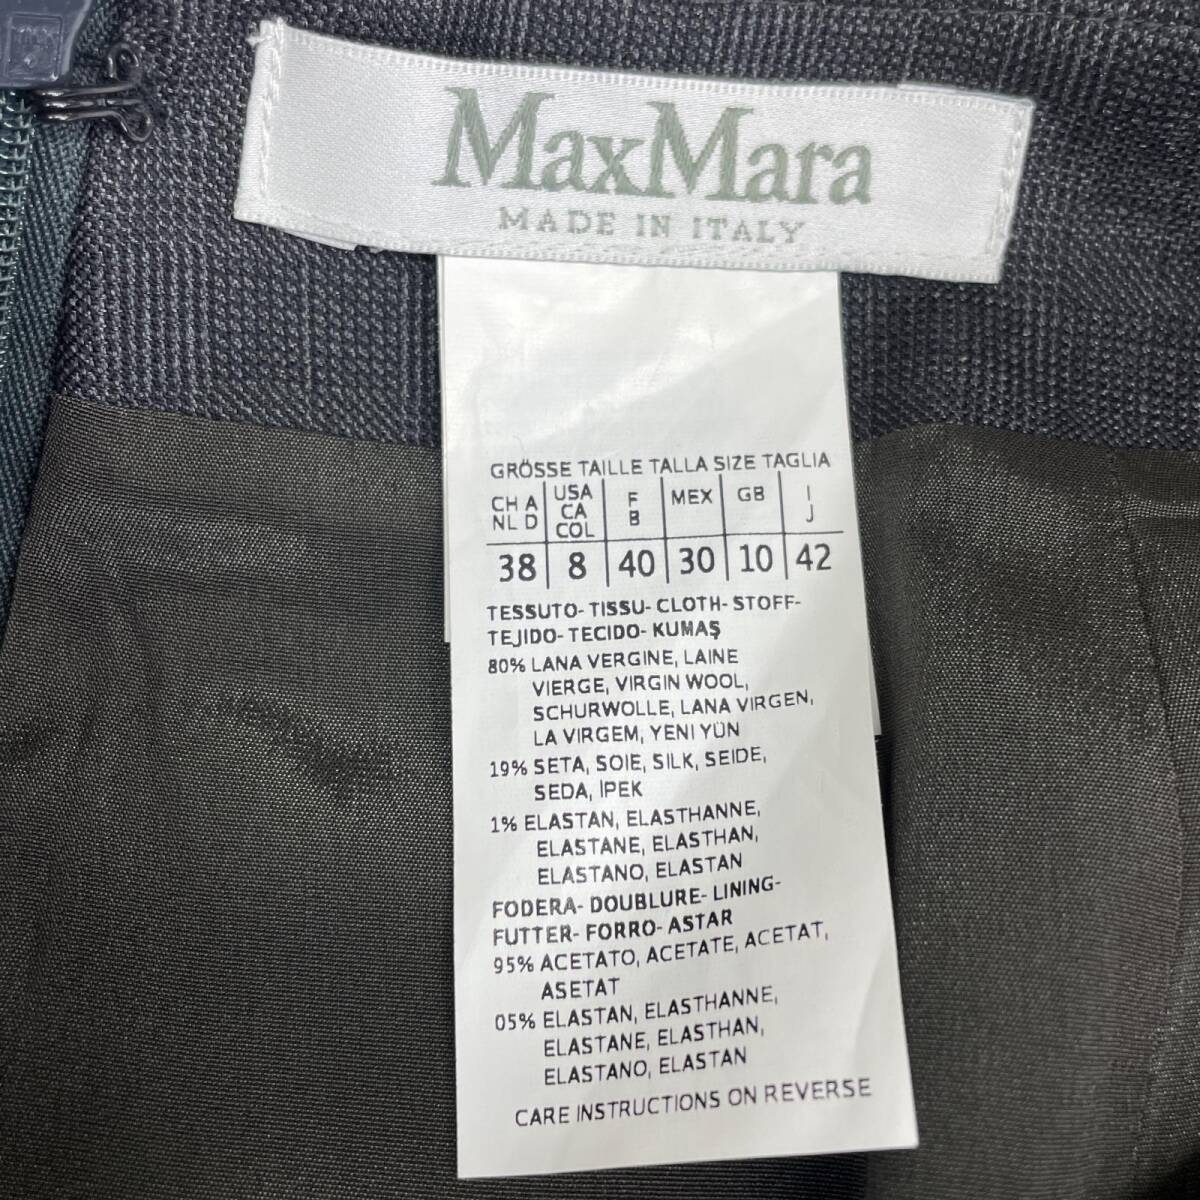 MaxMara
MADE IN ITALY
GRÖSSE TAILLE TALLA SIZE TAGLIA
CH A NL D USA CA COL F B MEX GB I J
38 8 40 30 10 42
TESSUTO- TISSU- CLOTH- STOFF-
TEJIDO- TECIDO- KUMAŞ
80% LANA VERGINE, LAINE
VIERGE, VIRGIN WOOL,
SCHURWOLLE, LANA VIRGEN,
LA VIRGEM, YENI YÜN
19% SETA, SOIE, SILK, SEIDE,
SEDA, İPEK
1% ELASTAN, ELASTHANNE,
ELASTANE, ELASTHAN,
ELASTANO, ELASTAN
FODERA- DOUBLURE- LINING-
FUTTER- FORRO- ASTAR
95% ACETATO, ACETATE, ACETAT,
ASETAT
05% ELASTAN, ELASTHANNE,
ELASTANE, ELASTHAN,
ELASTANO, ELASTAN
CARE INSTRUCTIONS ON REVERSE